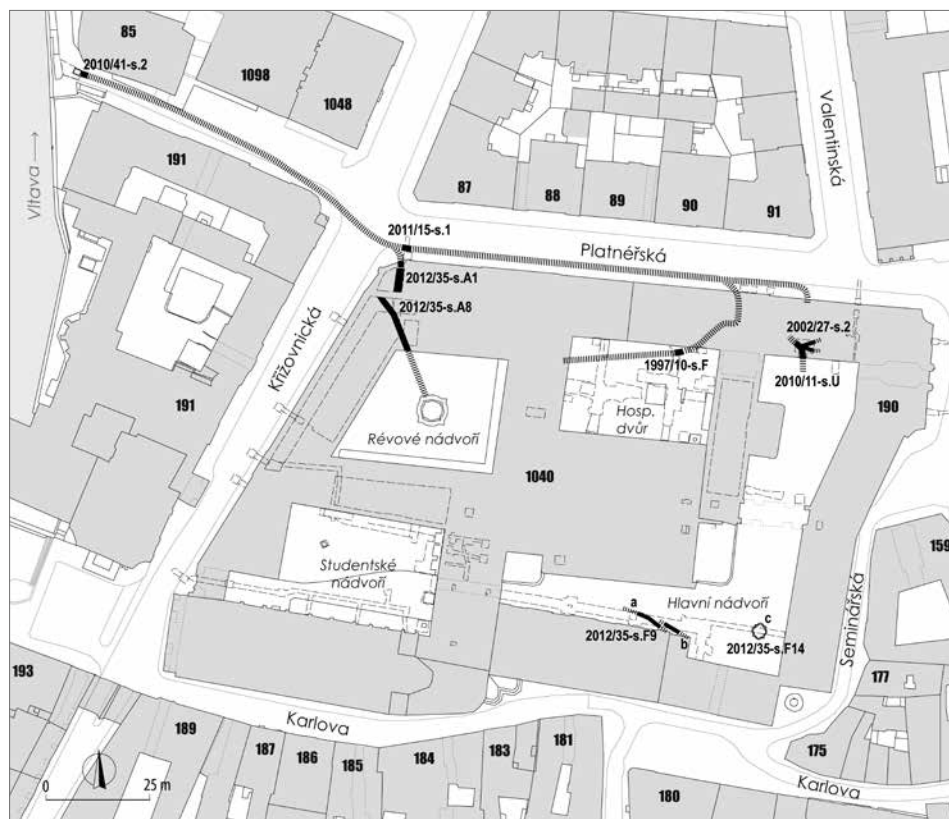 85
2010/41-s.2
1098
1048
Vltava
191
87
88
89
90
91
Valentinská
2011/15-s.1
Platnéřská
2012/35-s.A1
2012/35-s.A8
Křižovnická
1997/10-s.F
2002/27-s.2
2010/11-s.U
190
191
Révové nádvoří
Hosp.
dvůr
1040
159
Studentské
nádvoří
Hlavní nádvoří
a
b
c
2012/35-s.F9
2012/35-s.F14
Seminářská
193
177
189
Karlova
187
186
185
184
183
181
175
Karlova
180
0
25 m